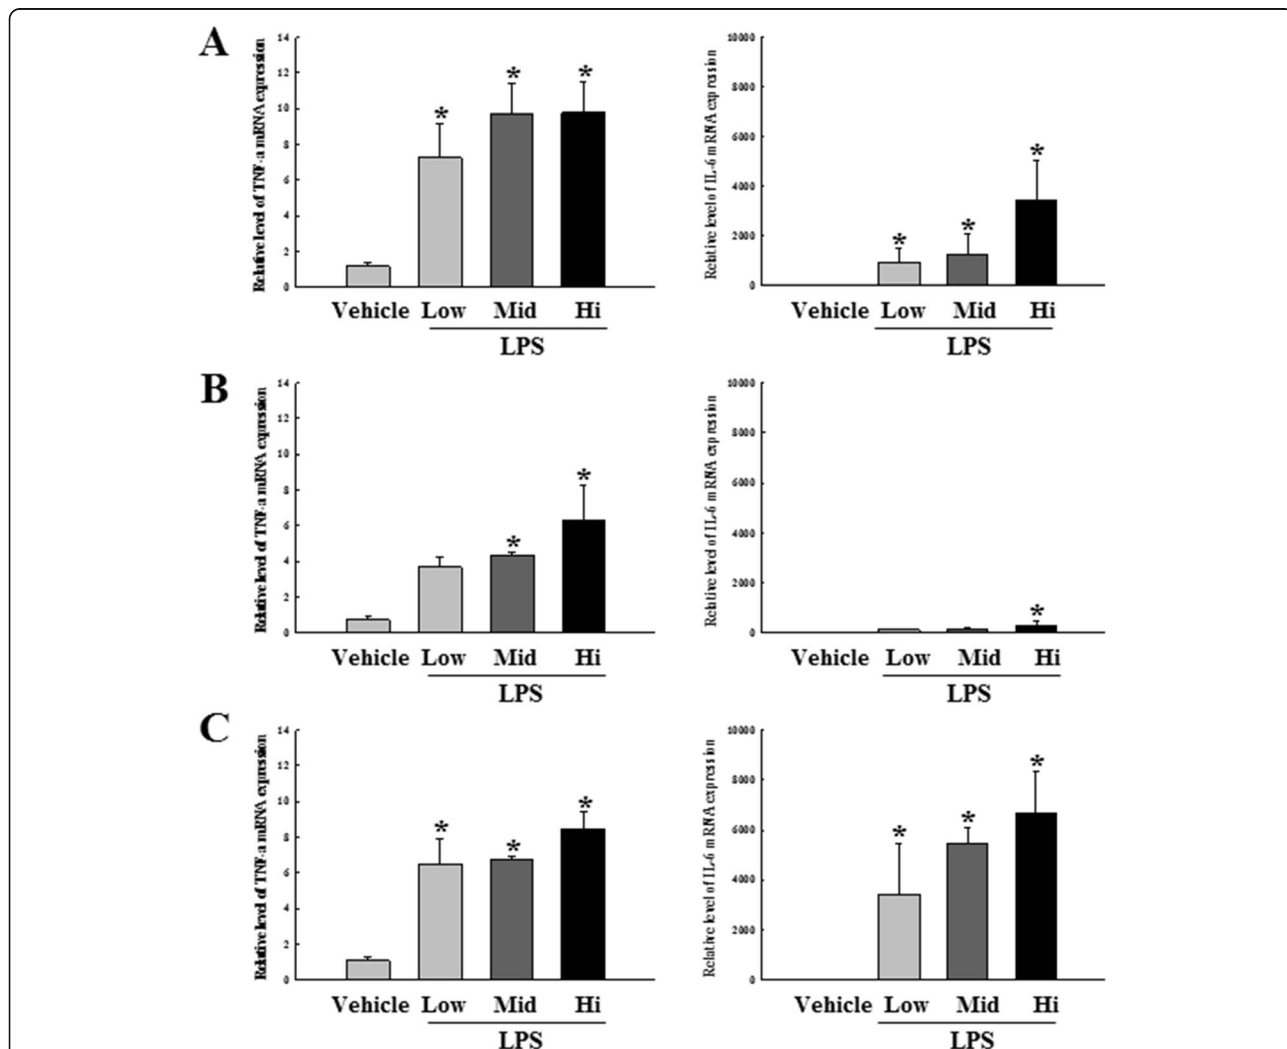 A
Relative level of TNF-a mRNA expression
14
12
10
8
6
4
2
0
* * *
Vehicle Low Mid Hi
LPS
Relative level of IL-6 mRNA expression
10000
8000
6000
4000
2000
0
* * *
Vehicle Low Mid Hi
LPS
B
Relative level of TNF-a mRNA expression
14
12
10
8
6
4
2
0
* *
Vehicle Low Mid Hi
LPS
Relative level of IL-6 mRNA expression
10000
8000
6000
4000
2000
0
*
Vehicle Low Mid Hi
LPS
C
Relative level of TNF-a mRNA expression
14
12
10
8
6
4
2
0
* * *
Vehicle Low Mid Hi
LPS
Relative level of IL-6 mRNA expression
10000
8000
6000
4000
2000
0
* * *
Vehicle Low Mid Hi
LPS